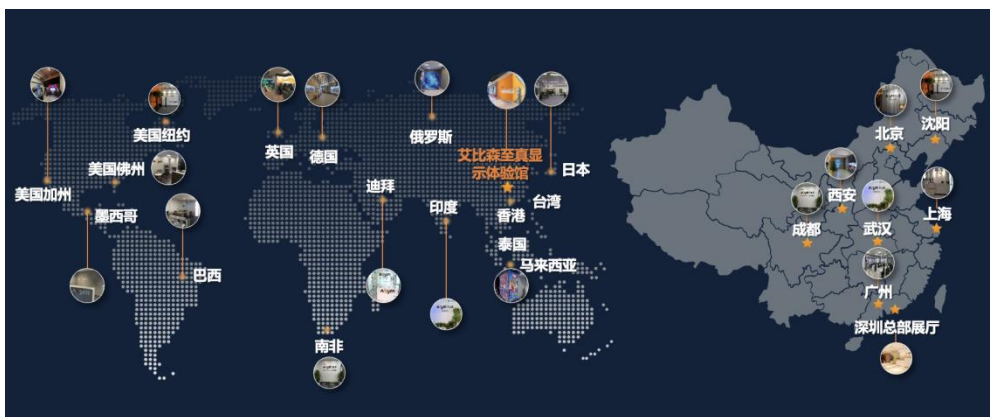 美国纽约
美国佛州
美国加州
墨西哥
巴西
英国
德国
俄罗斯
艾比森至真显
示体验馆
日本
迪拜
印度
台湾
香港
泰国
马来西亚
南非
北京
沈阳
西安
成都
武汉
上海
广州
深圳总部展厅